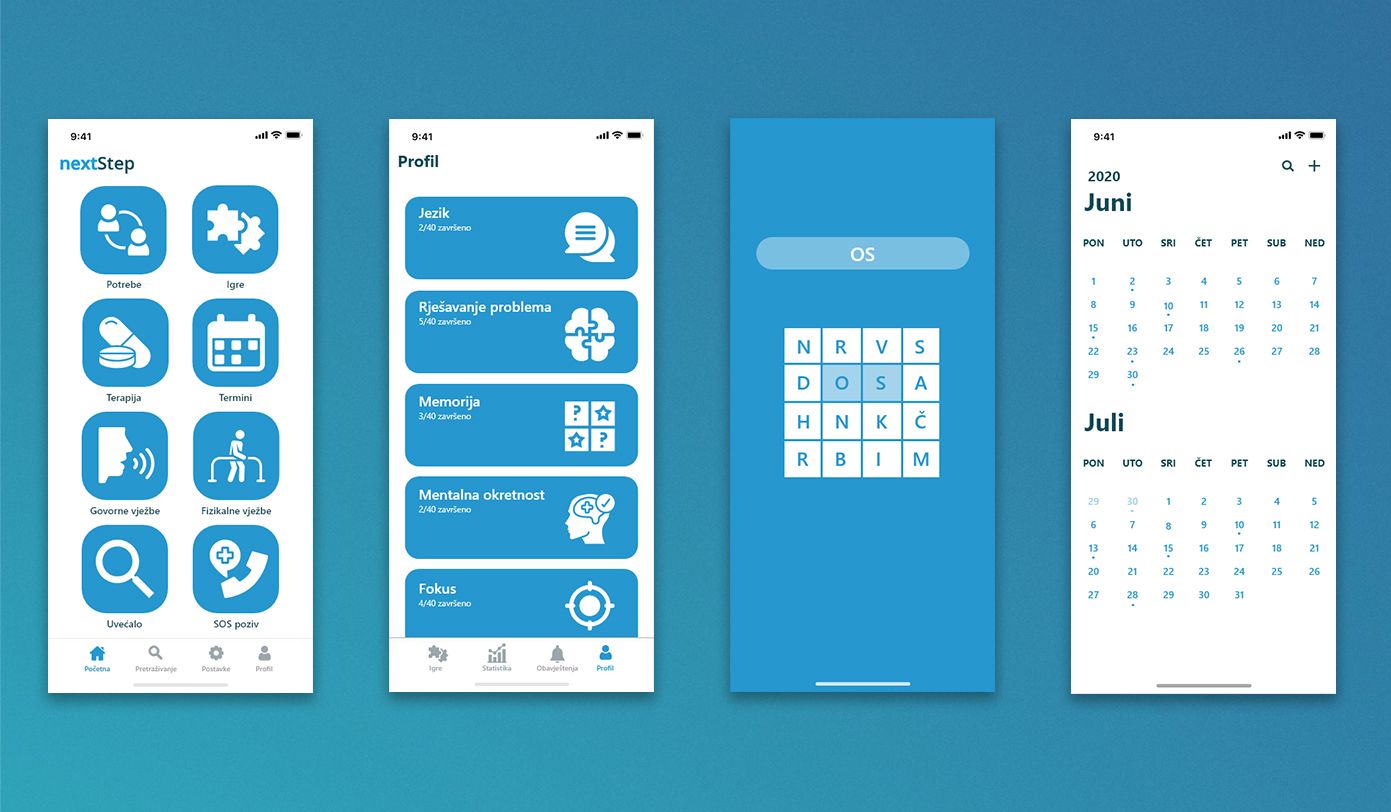 9:41
nextStep
Potrebe
Igre
Terapija
Termini
Govorne vježbe
Fizikalne vježbe
Uvećalo
SOS poziv
Početna
Pretraživanje
Postavke
Profil
9:41
Profil
Jezik
2/40 završeno
Rješavanje problema
5/40 završeno
? 
Memorija
3/40 završeno
?
Mentalna okretnost
2/40 završeno
Fokus
4/40 završeno
Igre
Statistika
Obavještenja
Profil
OS
N R V S
D O S A
H N K Č
R B I M
9:41
2020
Juni
PON UTO SRI ČET PET SUB NED
1 2 3 4 5 6 7
8 9 10 11 12 13 14
15 16 17 18 19 20 21
22 23 24 25 26 27 28
29 30
Juli
PON UTO SRI ČET PET SUB NED
29 30 1 2 3 4 5
6 7 8 9 10 11 12
13 14 15 16 17 18 21
20 21 22 23 24 25 26
27 28 29 30 31